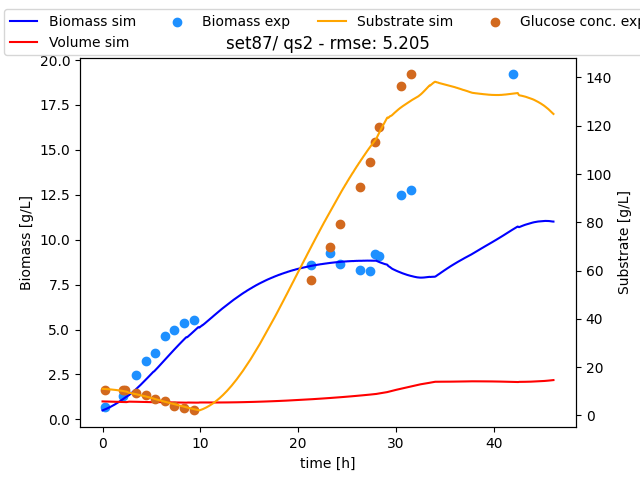 Biomass sim Biomass exp Substrate sim Glucose conc. exp
Volume sim
set87/ qs2 - rmse: 5.205
20.0
17.5
15.0
12.5
10.0
7.5
5.0
2.5
0.0
Biomass [g/L]
0 10 20 30 40
time [h]
140
120
100
80
60
40
20
0
Substrate [g/L]